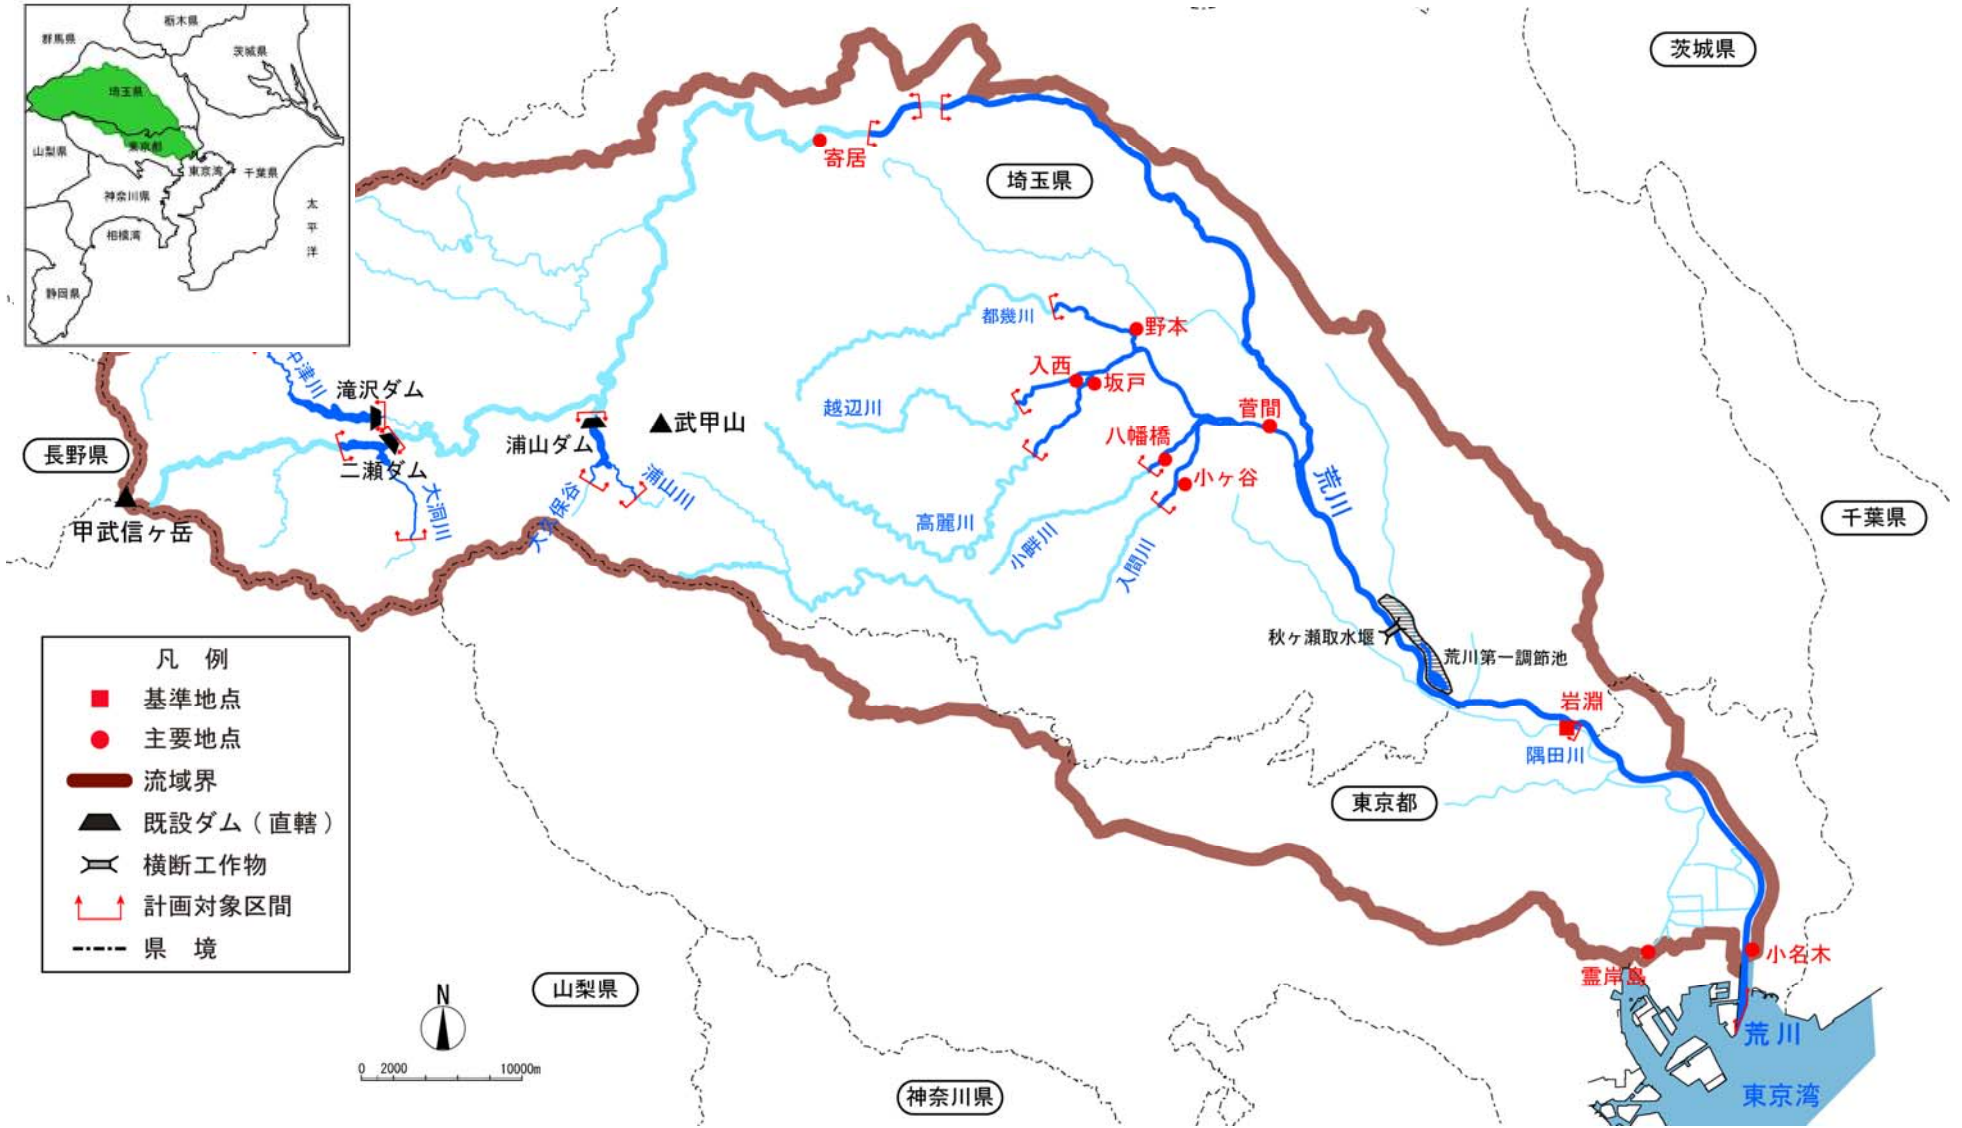 栃木県
群馬県
茨城県
埼玉県
東京都
山梨県
東京湾
千葉県
神奈川県
太平洋
相模湾
静岡県
茨城県
埼玉県
寄居
都幾川
野本
入西
坂戸
越辺川
菅間
八幡橋
小ヶ谷
高麗川
小畔川
入間川
荒川
中津川
滝沢ダム
二瀬ダム
大洞川
浦山ダム
武甲山
浦山川
大久保谷
長野県
甲武信ヶ岳
千葉県
秋ヶ瀬取水堰
荒川第一調節池
岩淵
隅田川
東京都
霊岸島
小名木
荒川
東京湾
山梨県
神奈川県
凡 例
基準地点
主要地点
流域界
既設ダム(直轄)
横断工作物
計画対象区間
県 境
N
0 2000 10000m